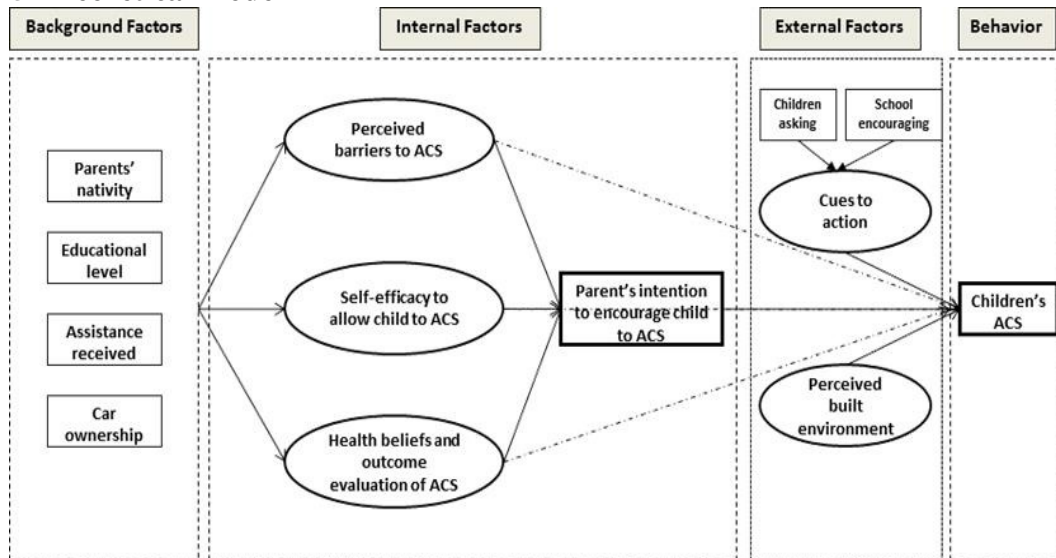 Background Factors
Internal Factors
External Factors
Behavior
Parents'
nativity
Educational
level
Assistance
received
Car
ownership
Perceived
barriers to ACS
Self-efficacy to
allow child to ACS
Health beliefs and
outcome
evaluation of ACS
Parent's intention
to encourage child
to ACS
Children
asking
School
encouraging
Cues to
action
Perceived
built
environment
Children's
ACS